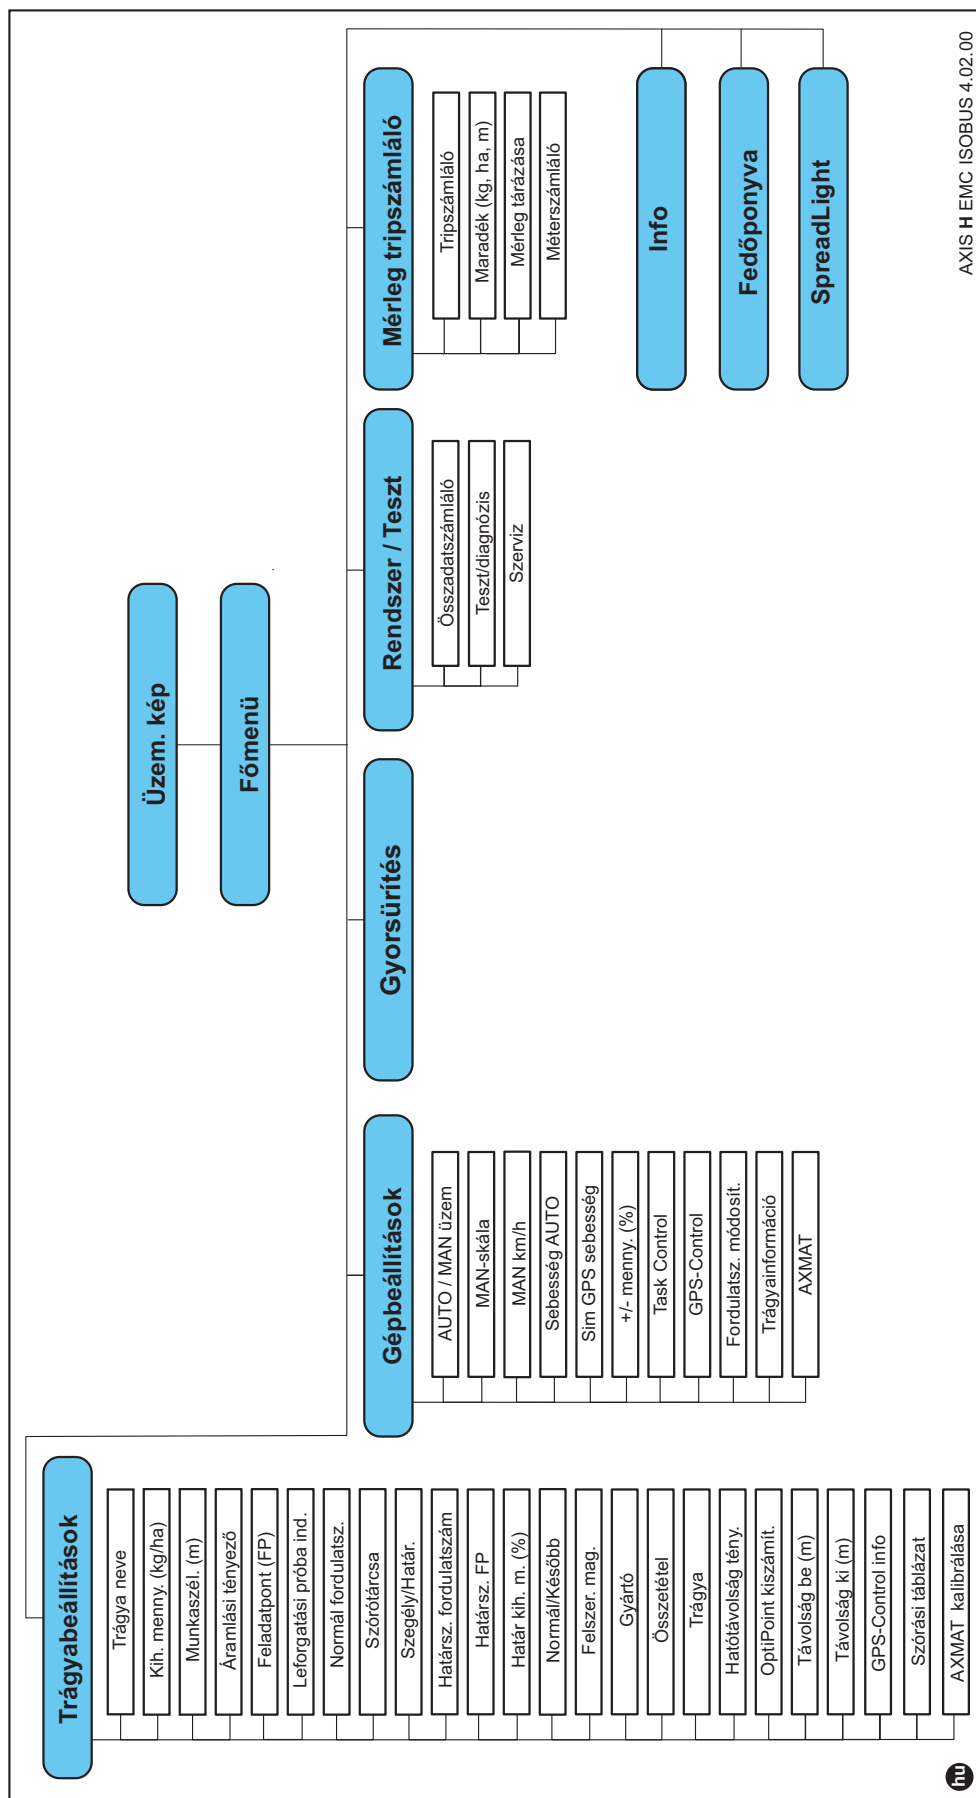 Üzem. kép
Főmenü
Trágyabeállítások
Trágya neve
Kih. menny. (kg/ha)
Munkaszél. (m)
Áramlási tényező
Feladatpont (FP)
Leforgatási próba ind.
Normál fordulatsz.
Szórótárcsa
Szegély/Határ.
Határsz. fordulatszám
Határsz. FP
Határ kih. m. (%)
Normál/Később
Felszer. mag.
Gyártó
Összetétel
Trágya
Hatótávolság tény.
OptiPoint kiszámít.
Távolság be (m)
Távolság ki (m)
GPS-Control info
Szórási táblázat
AXMAT kalibrálása
Gépbeállítások
AUTO / MAN üzem
MAN-skála
MAN km/h
Sebesség AUTO
Sim GPS sebesség
+/- menny. (%)
Task Control
GPS-Control
Fordulatsz. módosít.
Trágyainformáció
AXMAT
Gyorsürítés
Rendszer / Teszt
Összadatszámláló
Teszt/diagnózis
Szerviz
Mérleg tripszámláló
Tripszámláló
Maradék (kg, ha, m)
Mérleg tárázása
Méterszámláló
Info
Fedőponyva
SpreadLight
hu
AXIS H EMC ISOBUS 4.02.00